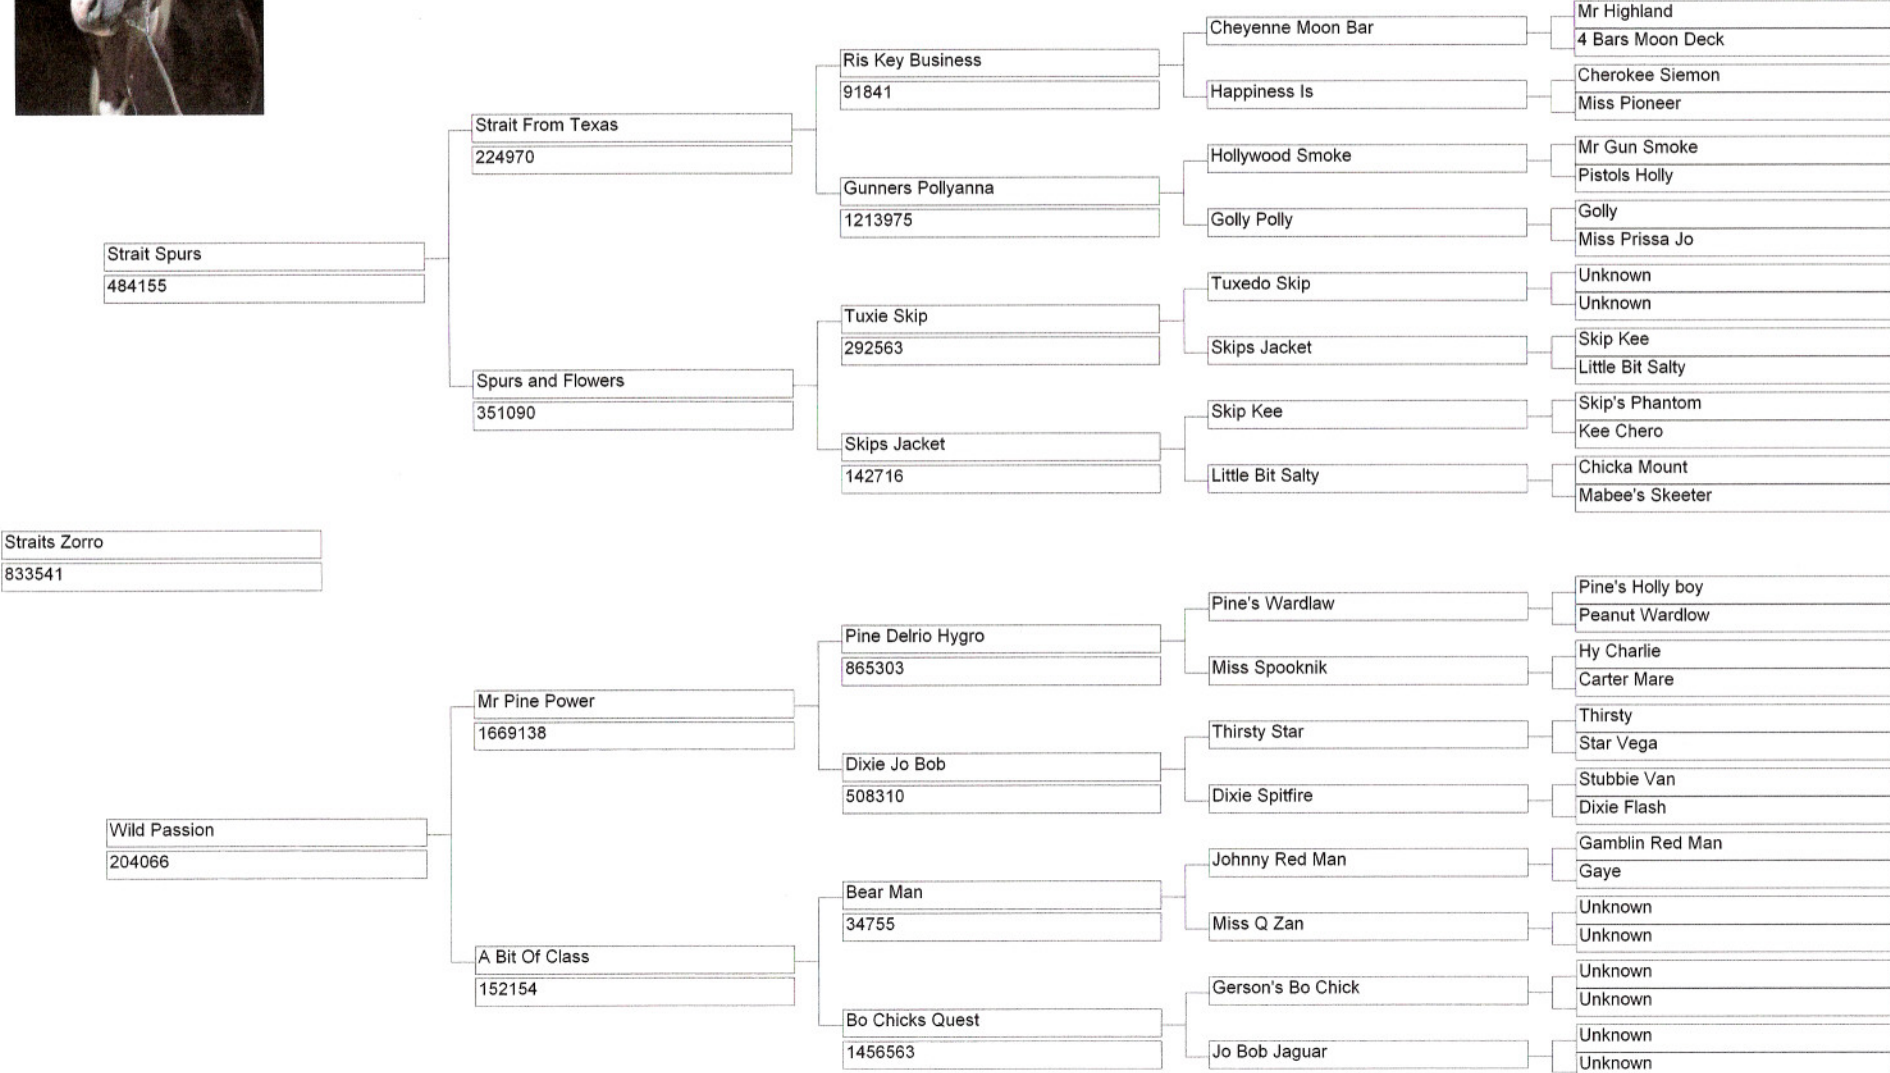 Mr Highland
Cheyenne Moon Bar
4 Bars Moon Deck
Ris Key Business
91841
Cherokee Siemon
Happiness Is
Miss Pioneer
Strait From Texas
224970
Mr Gun Smoke
Hollywood Smoke
Pistols Holly
Gunners Pollyanna
1213975
Golly
Golly Polly
Miss Prissa Jo
Strait Spurs
484155
Unknown
Tuxedo Skip
Unknown
Tuxie Skip
292563
Skip Kee
Skips Jacket
Little Bit Salty
Spurs and Flowers
351090
Skip's Phantom
Skip Kee
Kee Chero
Skips Jacket
142716
Chicka Mount
Little Bit Salty
Mabee's Skeeter
Straits Zorro
833541
Pine's Holly boy
Pine's Wardlaw
Peanut Wardlow
Pine Delrio Hygro
865303
Hy Charlie
Miss Spooknik
Carter Mare
Mr Pine Power
1669138
Thirsty
Thirsty Star
Star Vega
Dixie Jo Bob
508310
Stubbie Van
Dixie Spitfire
Dixie Flash
Wild Passion
204066
Gamblin Red Man
Johnny Red Man
Gaye
Bear Man
34755
Unknown
Miss Q Zan
Unknown
A Bit Of Class
152154
Unknown
Gerson's Bo Chick
Unknown
Bo Chicks Quest
1456563
Unknown
Jo Bob Jaguar
Unknown